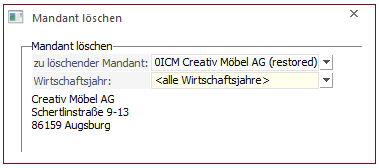 Mandant löschen
Mandant löschen
zu löschender Mandant: 0ICM Creativ Möbel AG (restored)
Wirtschaftsjahr: <alle Wirtschaftsjahre>
Creativ Möbel AG
Schertlinstraße 9-13
86159 Augsburg